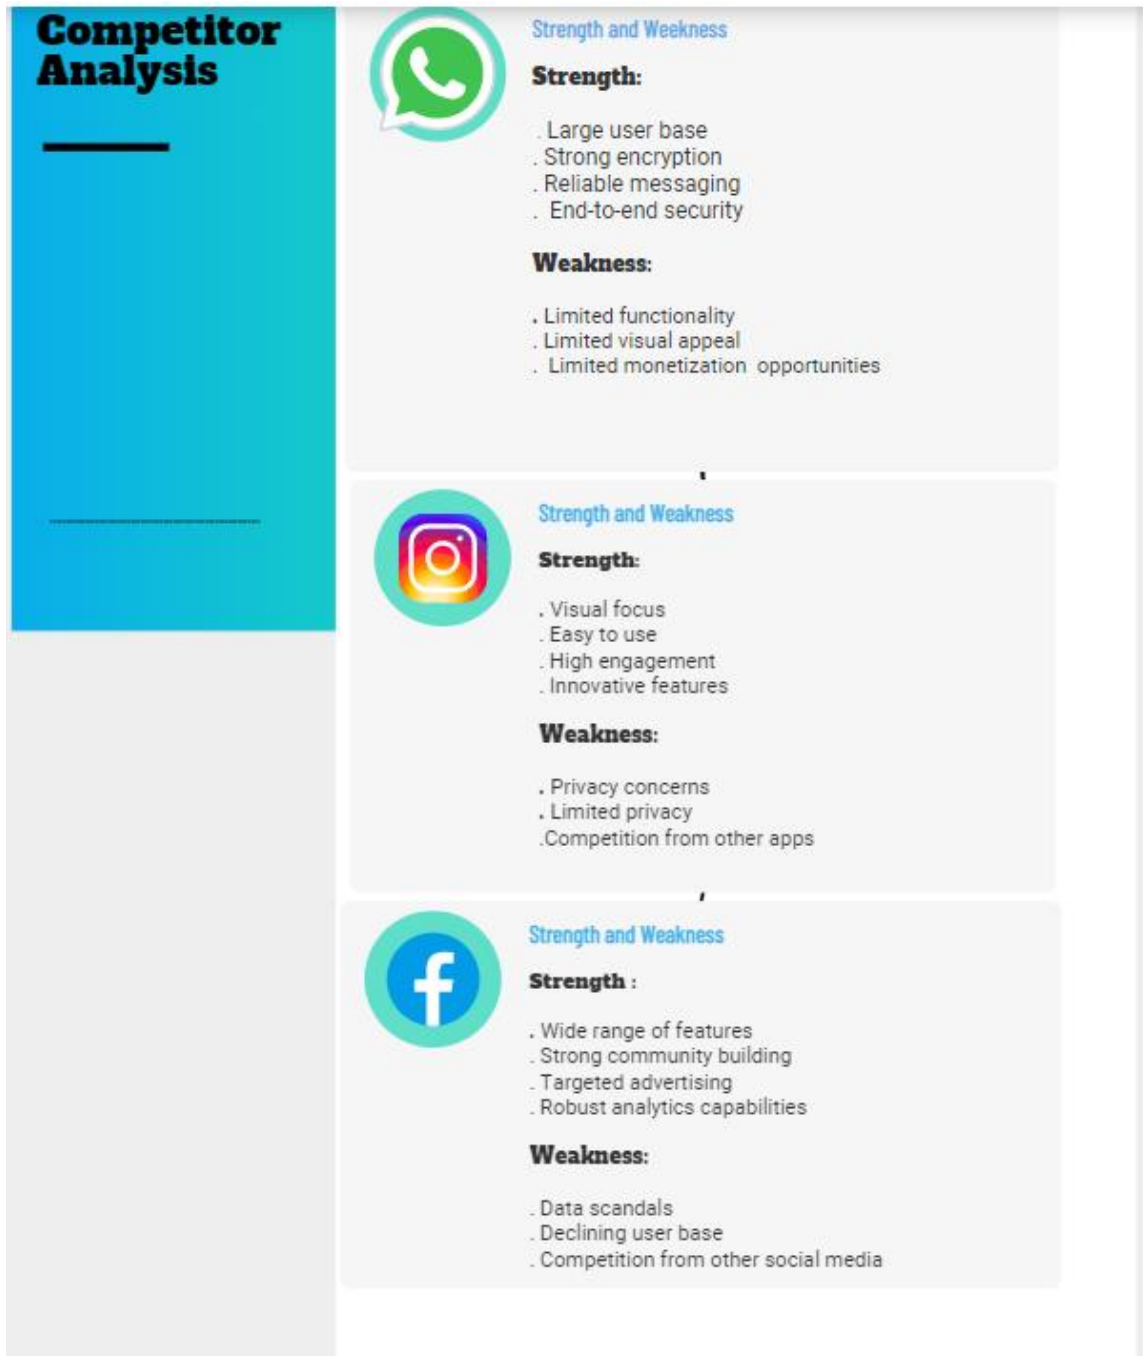 Competitor
Analysis
Strength and Weekness
Strength:
. Large user base
. Strong encryption
. Reliable messaging
. End-to-end security
Weakness:
. Limited functionality
. Limited visual appeal
. Limited monetization opportunities
Strength and Weakness
Strength:
. Visual focus
. Easy to use
. High engagement
. Innovative features
Weakness:
. Privacy concerns
. Limited privacy
.Competition from other apps
Strength and Weakness
Strength :
. Wide range of features
. Strong community building
. Targeted advertising
. Robust analytics capabilities
Weakness:
. Data scandals
. Declining user base
. Competition from other social media